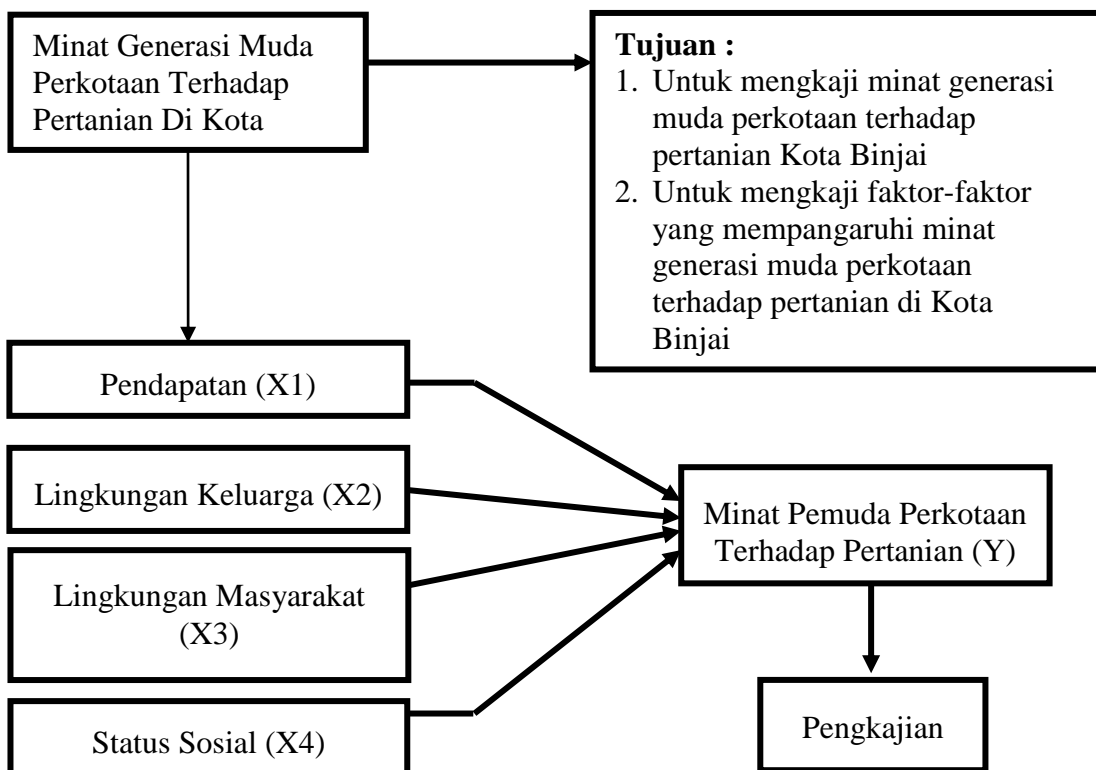 Minat Generasi Muda
Perkotaan Terhadap
Pertanian Di Kota
Tujuan :
1. Untuk mengkaji minat generasi
muda perkotaan terhadap
pertanian Kota Binjai
2. Untuk mengkaji faktor-faktor
yang mempangaruhi minat
generasi muda perkotaan
terhadap pertanian di Kota
Binjai
Pendapatan (X1)
Lingkungan Keluarga (X2)
Lingkungan Masyarakat
(X3)
Status Sosial (X4)
Minat Pemuda Perkotaan
Terhadap Pertanian (Y)
Pengkajian